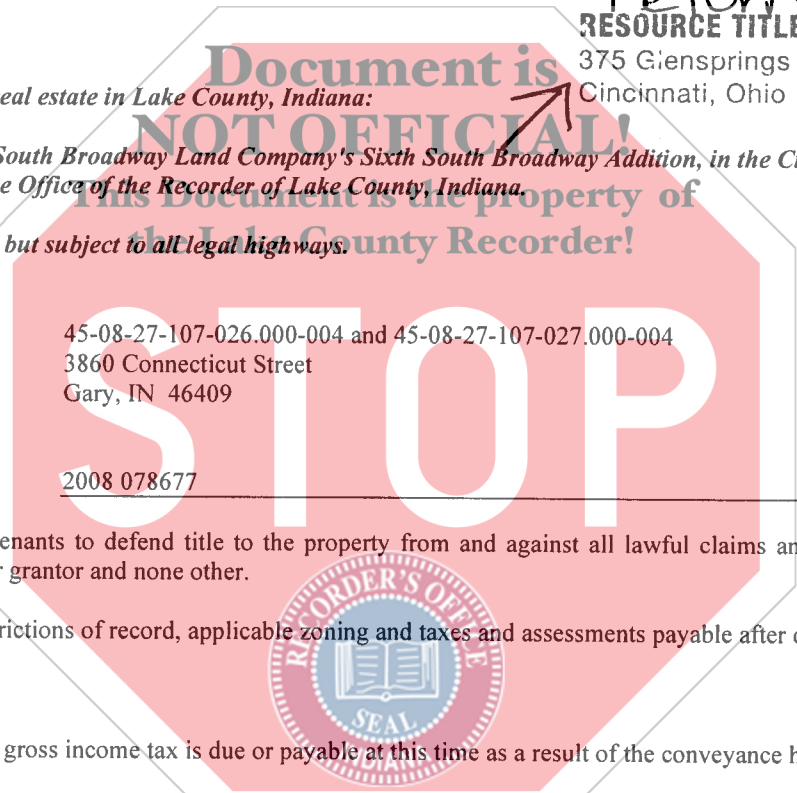 RESOURCE TITLE
375 Glensprings
Cincinnati, Ohio
Document is
NOT OFFICIAL!
This Document is the property of
the Lake County Recorder!
STOP
eal estate in Lake County, Indiana:
South Broadway Land Company's Sixth South Broadway Addition, in the Ci
e Office of the Recorder of Lake County, Indiana.
but subject to all legal highways.
45-08-27-107-026.000-004 and 45-08-27-107-027.000-004
3860 Connecticut Street
Gary, IN 46409
2008 078677
enants to defend title to the property from and against all lawful claims an
r grantor and none other.
rictions of record, applicable zoning and taxes and assessments payable after
gross income tax is due or payable at this time as a result of the conveyance h
RECORDER'S OFFICE
SEAL
INDIANA